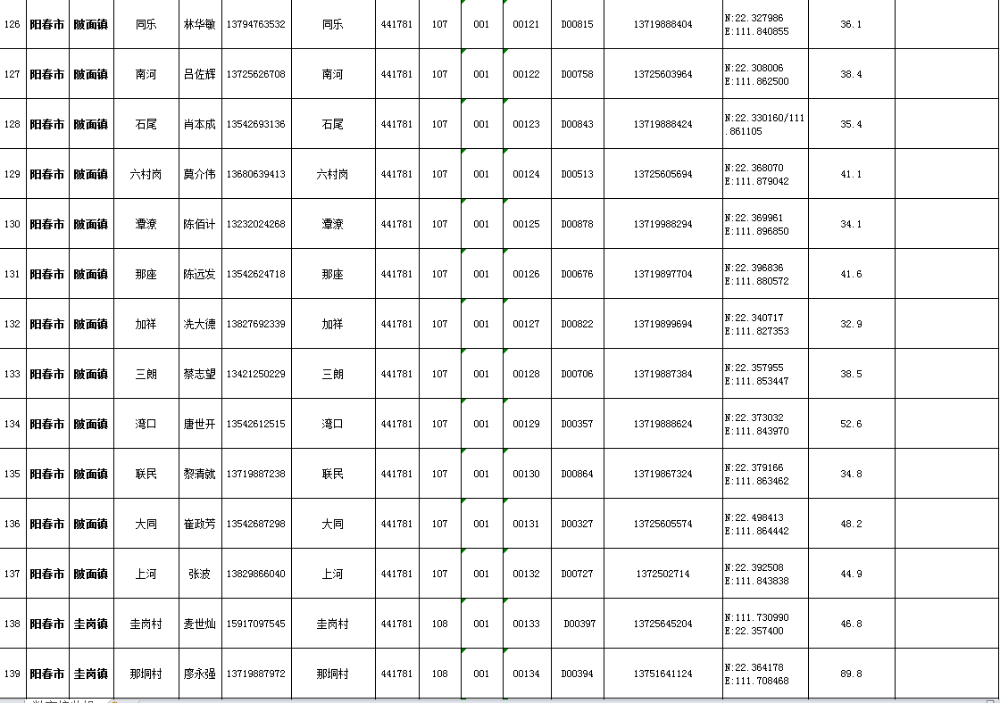 126 阳春市 陂面镇 同乐 林华敏 13794763532 同乐 441781 107 001 00121 D00815 13719888404 N:22.327986 36.1
E:111.840855
127 阳春市 陂面镇 南河 吕佐辉 13725626708 南河 441781 107 001 00122 D00758 13725603964 N:22.308006 38.4
E:111.862500
128 阳春市 陂面镇 石尾 肖本成 13542693136 石尾 441781 107 001 00123 D00843 13719888424 N:22.330160/111 35.4
.861105
129 阳春市 陂面镇 六村岗 莫介伟 13680639413 六村岗 441781 107 001 00124 D00513 13725605694 N:22.368070 41.1
E:111.879042
130 阳春市 陂面镇 潭潦 陈佰计 13232024268 潭潦 441781 107 001 00125 D00878 13719988294 N:22.369961 34.1
E:111.896850
131 阳春市 陂面镇 那座 陈远发 13542624718 那座 441781 107 001 00126 D00676 13719897704 N:22.396836 41.6
E:111.880572
132 阳春市 陂面镇 加祥 冼大德 13827692339 加祥 441781 107 001 00127 D00822 13719899694 N:22.340717 32.9
E:111.827353
133 阳春市 陂面镇 三朗 蔡志望 13421250229 三朗 441781 107 001 00128 D00706 13719887384 N:22.357955 38.5
E:111.853447
134 阳春市 陂面镇 湾口 唐世开 13542612515 湾口 441781 107 001 00129 D00357 13719888624 N:22.373032 52.6
E:111.843970
135 阳春市 陂面镇 联民 黎清就 13719887238 联民 441781 107 001 00130 D00864 13719867324 N:22.379166 34.8
E:111.863462
136 阳春市 陂面镇 大同 崔政芳 13542687298 大同 441781 107 001 00131 D00327 13725605574 N:22.498413 48.2
E:111.864442
137 阳春市 陂面镇 上河 张波 13829866040 上河 441781 107 001 00132 D00727 1372502714 N:22.392508 44.9
E:111.843838
138 阳春市 圭岗镇 圭岗村 麦世灿 15917097545 圭岗村 441781 108 001 00133 D00397 13725645204 N:111.730990 46.8
E:22.357400
139 阳春市 圭岗镇 那垌村 廖永强 13719887972 那垌村 441781 108 001 00134 D00394 13751641124 N:22.364178 89.8
E:111.708468